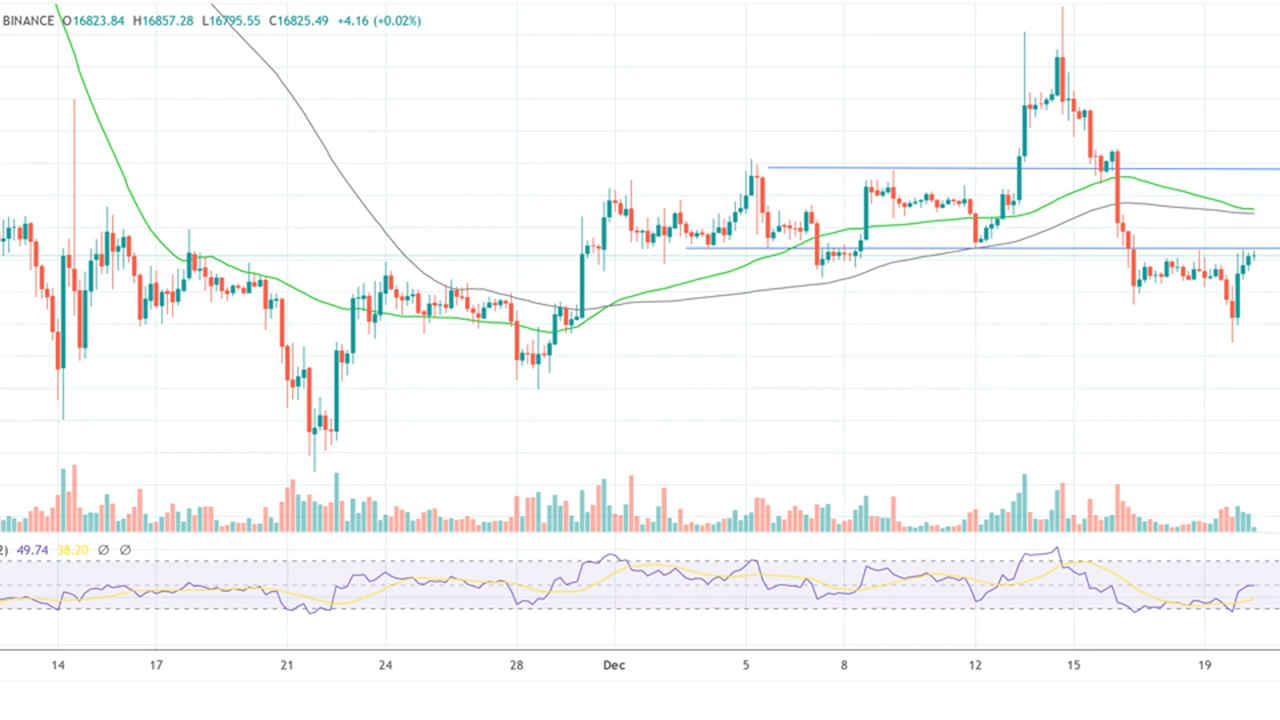 BINANCE O16823.84 H16857.28 L16795.55 C16825.49 +4.16 (+0.02%)
2) 49.74 38.20 ∅ ∅
14 17 21 24 28 Dec 5 8 12 15 19